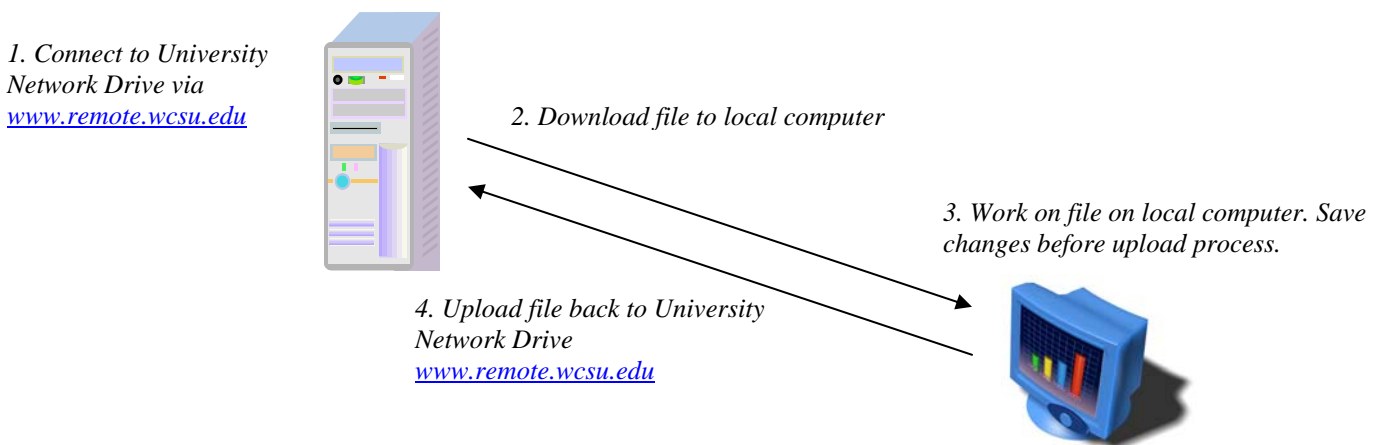 1. Connect to University
Network Drive via
www.remote.wcsu.edu
2. Download file to local computer
3. Work on file on local computer. Save
changes before upload process.
4. Upload file back to University
Network Drive
www.remote.wcsu.edu